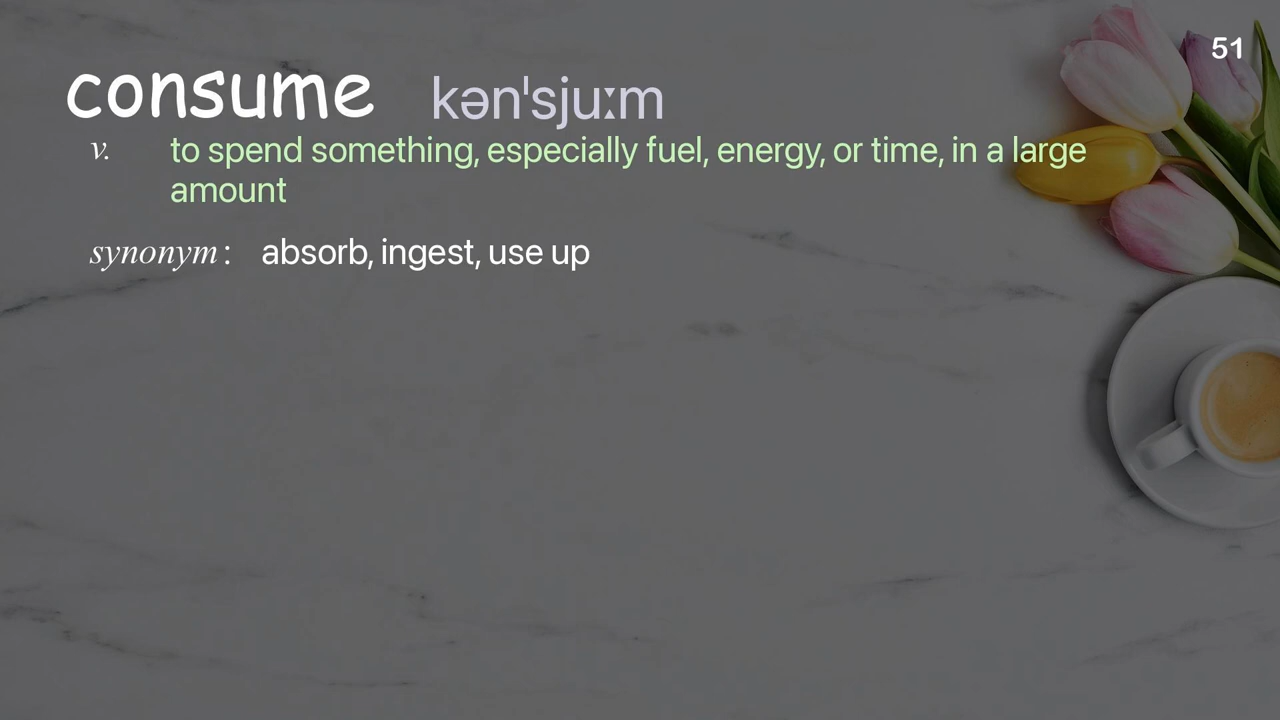 51
consume kən'sjuːm
v. to spend something, especially fuel, energy, or time, in a large
amount
synonym : absorb, ingest, use up